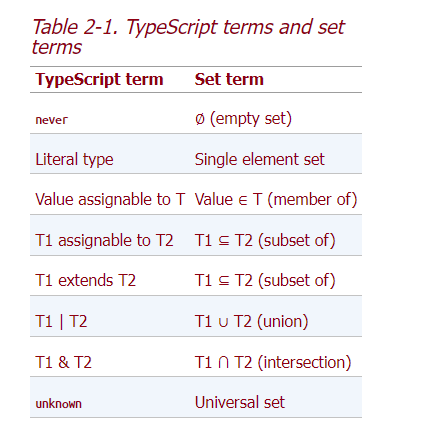 Table 2-1. TypeScript terms and set
terms
TypeScript term Set term
never ∅ (empty set)
Literal type Single element set
Value assignable to T Value ∈ T (member of)
T1 assignable to T2 T1 ⊆ T2 (subset of)
T1 extends T2 T1 ⊆ T2 (subset of)
T1 | T2 T1 ∪ T2 (union)
T1 & T2 T1 ∩ T2 (intersection)
unknown Universal set